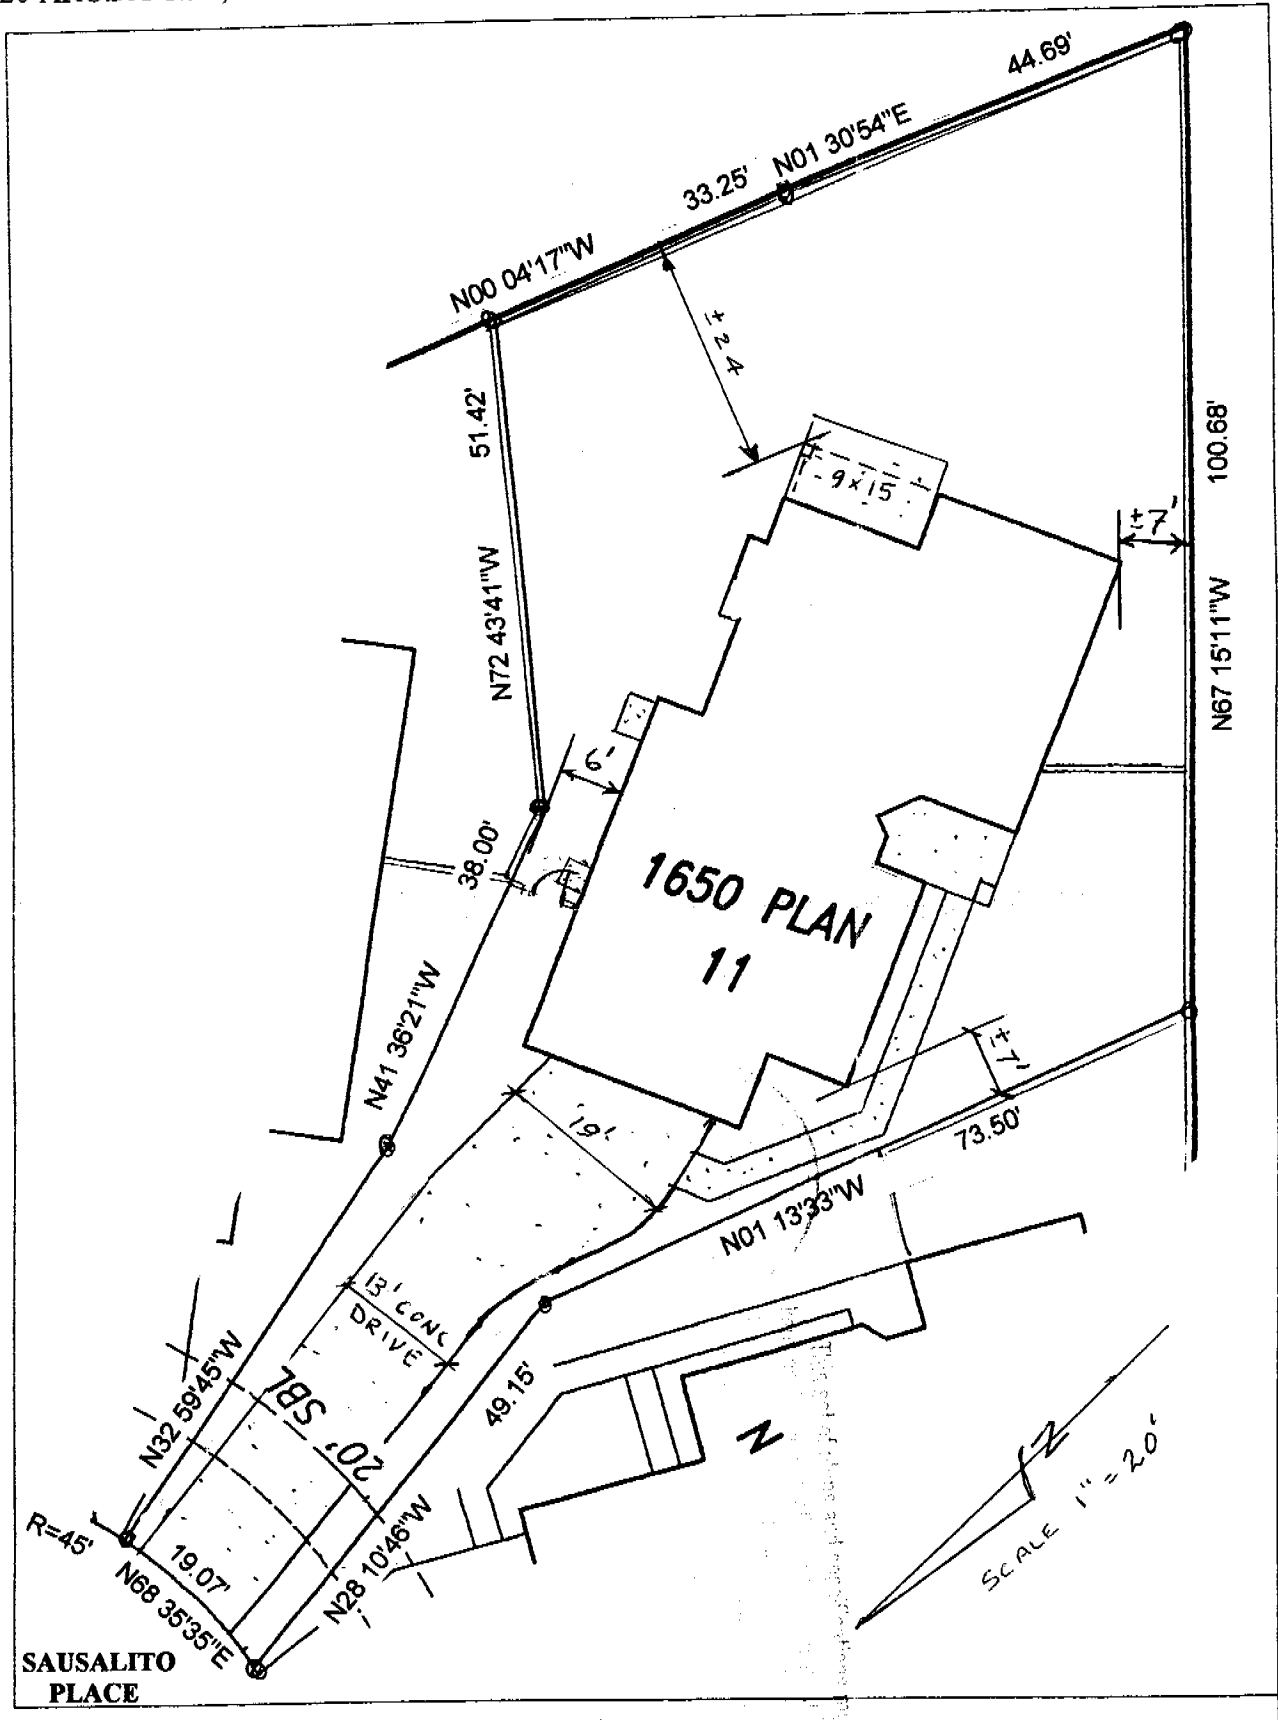 44.69'
N01 30'54"E
33.25'
N00 04'17"W
±24
51.42'
9x15
100.68'
±7'
N72 43'41"W
N67 15'11"W
6'
38.00'
1650 PLAN
11
N41 36'21"W
±7'
19'
73.50'
N01 13'33"W
13' CONC
DRIVE
N32 59'45"W
20' SBL
49.15'
N
N
SCALE 1" = 20'
R=45'
19.07'
N28 10'46"W
N68 35'35"E
SAUSALITO
PLACE